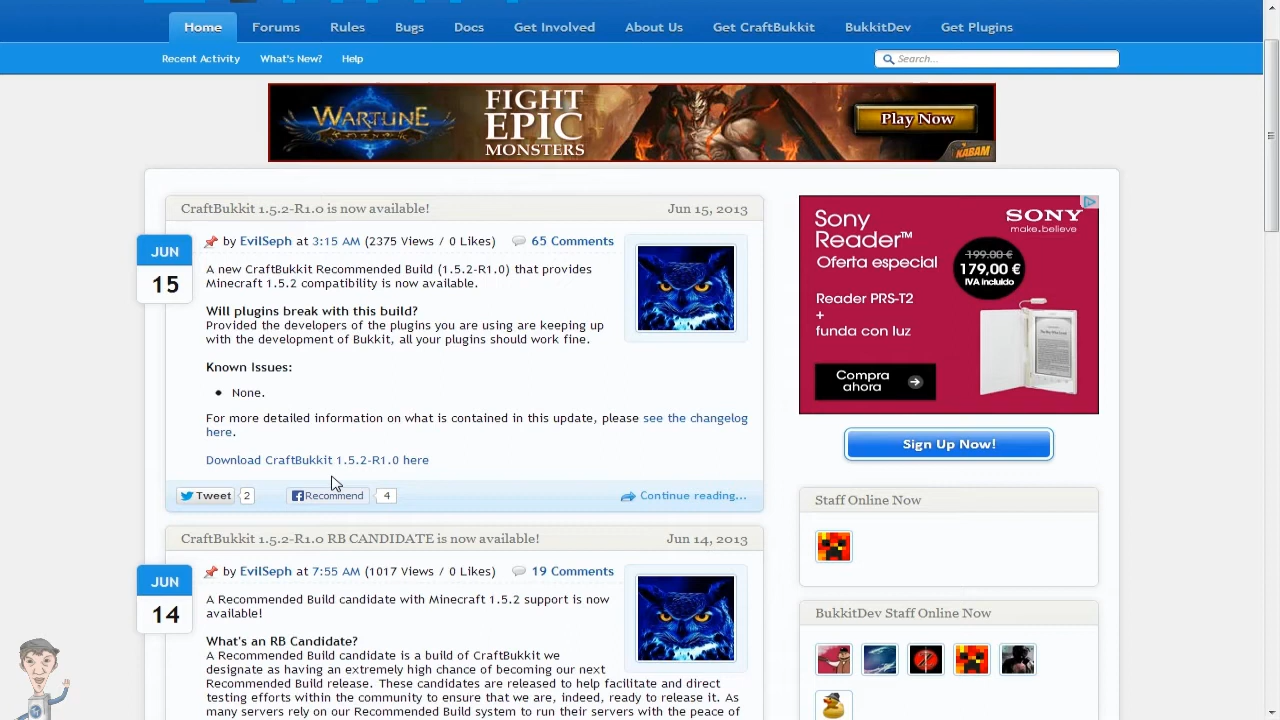 Home Forums Rules Bugs Docs Get Involved About Us Get CraftBukkit BukkitDev Get Plugins
Recent Activity What's New? Help Search...
WARTUNE
FIGHT
EPIC
MONSTERS
Play Now
KABAM
CraftBukkit 1.5.2-R1.0 is now available! Jun 15, 2013
JUN
15
by EvilSeph at 3:15 AM (2375 Views / 0 Likes) 65 Comments
A new CraftBukkit Recommended Build (1.5.2-R1.0) that provides
Minecraft 1.5.2 compatibility is now available.
Will plugins break with this build?
Provided the developers of the plugins you are using are keeping up
with the development of Bukkit, all your plugins should work fine.
Known Issues:
• None.
For more detailed information on what is contained in this update, please see the changelog
here.
Download CraftBukkit 1.5.2-R1.0 here
Tweet 2 Recommend 4 Continue reading...
Sony
Reader™
Oferta especial
SONY
make.believe
199,00 €
179,00 €
IVA incluido
Reader PRS-T2
+
funda con luz
Compra
ahora
Sign Up Now!
Staff Online Now
BukkitDev Staff Online Now
CraftBukkit 1.5.2-R1.0 RB CANDIDATE is now available! Jun 14, 2013
JUN
14
by EvilSeph at 7:55 AM (1017 Views / 0 Likes) 19 Comments
A Recommended Build candidate with Minecraft 1.5.2 support is now
available!
What's an RB Candidate?
A Recommended Build candidate is a build of CraftBukkit we
designate as having an extremely high chance of becoming our next
Recommended Build release. These candidates are released to help facilitate and direct
testing efforts within the community to ensure that we are, indeed, ready to release it. As
many servers rely on our Recommended Build system to run their servers with the peace of